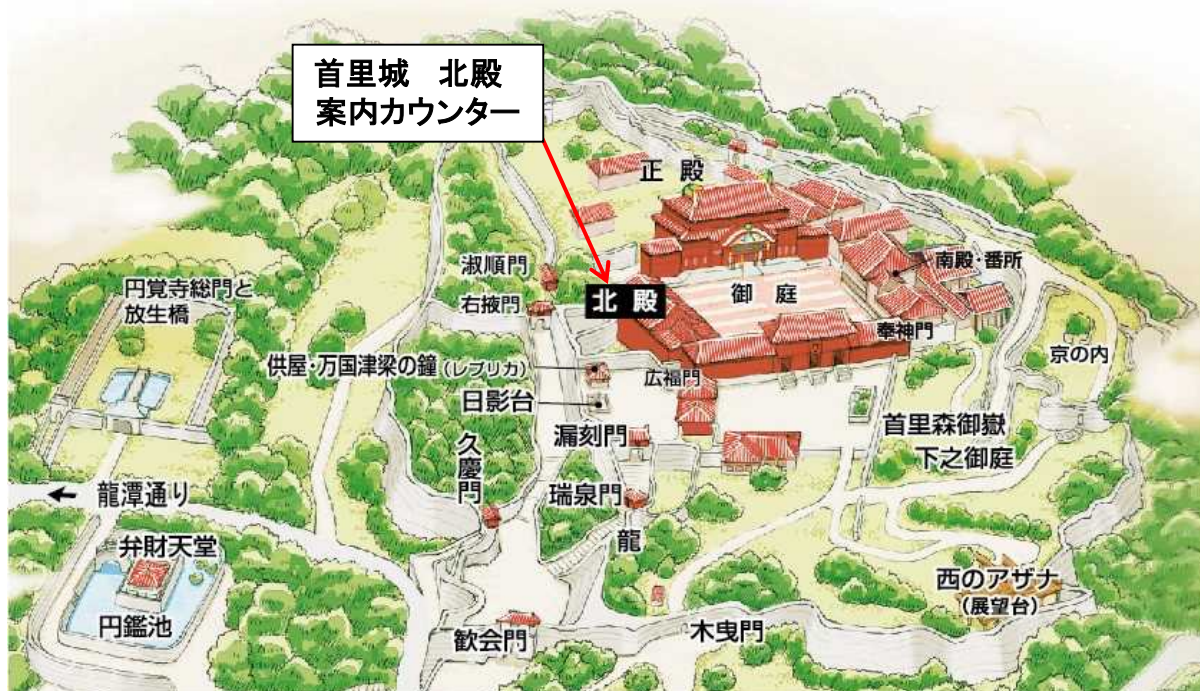 首里城　北殿
案内カウンター
正 殿
淑順門
南殿・番所
円覚寺総門と
放生橋
右掖門
北 殿
御 庭
奉神門
京の内
供屋・万国津梁の鐘(レプリカ)
広福門
日影台
首里森御嶽
漏刻門
下之御庭
久慶門
龍潭通り
瑞泉門
龍
弁財天堂
西のアザナ
(展望台)
円鑑池
歓会門
木曳門